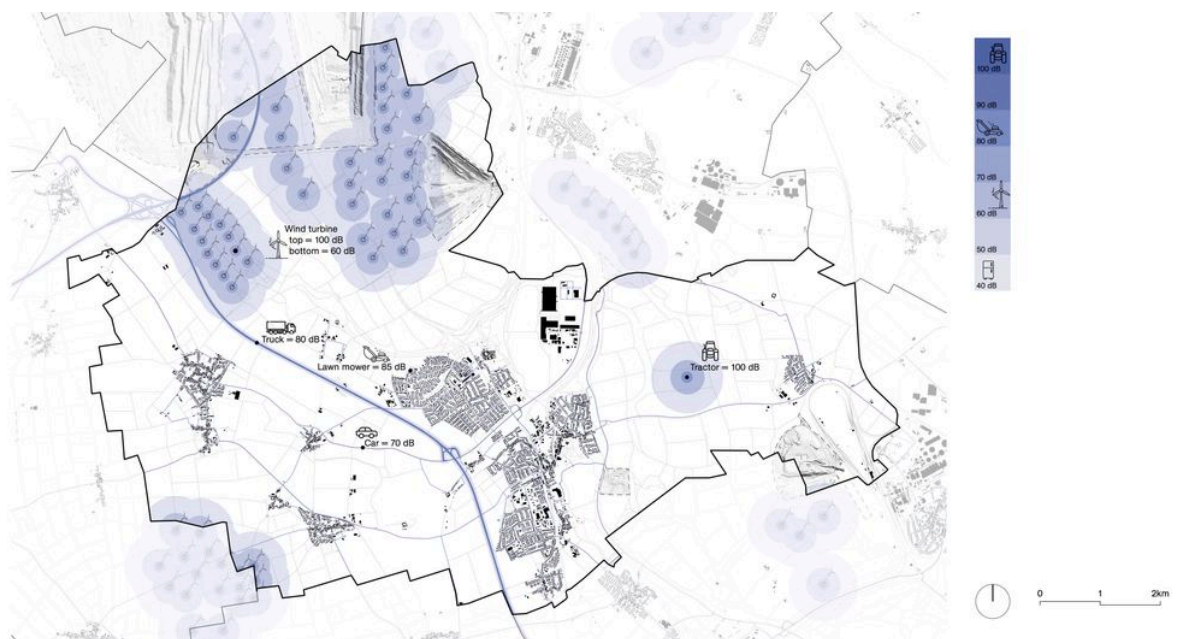 Wind turbine
top = 100 dB
bottom = 60 dB
Truck = 80 dB
Lawn mower = 85 dB
Car = 70 dB
Tractor = 100 dB
100 dB
90 dB
80 dB
70 dB
60 dB
50 dB
40 dB
0 1 2km